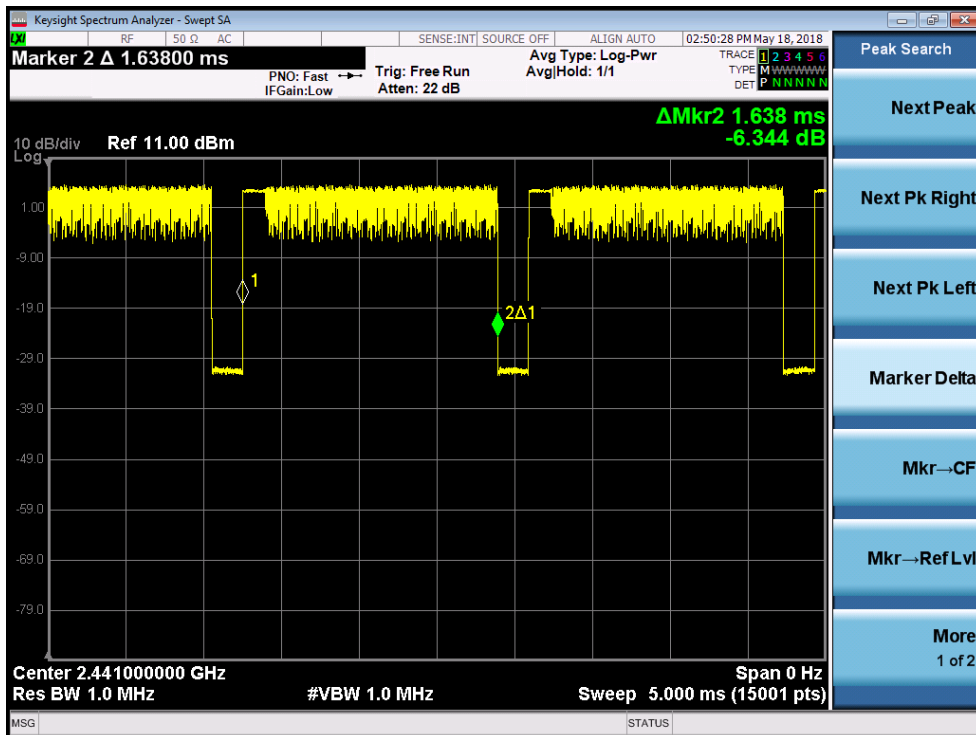 Keysight Spectrum Analyzer - Swept SA
LXI RF 50 Ω AC SENSE:INT SOURCE OFF ALIGN AUTO 02:50:28 PM May 18, 2018
Marker 2 Δ 1.63800 ms
PNO: Fast
IFGain:Low
Trig: Free Run
Atten: 22 dB
Avg Type: Log-Pwr
Avg|Hold: 1/1
TRACE 1 2 3 4 5 6
TYPE M W W W W W
DET P N N N N N
ΔMkr2 1.638 ms
-6.344 dB
10 dB/div Ref 11.00 dBm
Log
1.00
-9.00
-19.0
-29.0
-39.0
-49.0
-59.0
-69.0
-79.0
1
2Δ1
Center 2.441000000 GHz Span 0 Hz
Res BW 1.0 MHz #VBW 1.0 MHz Sweep 5.000 ms (15001 pts)
MSG STATUS
Peak Search
Next Peak
Next Pk Right
Next Pk Left
Marker Delta
Mkr→CF
Mkr→Ref Lvl
More
1 of 2